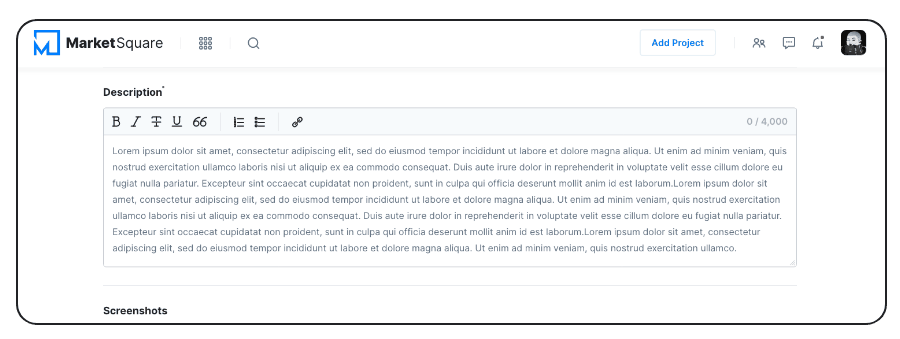 MarketSquare
Add Project
Description*
B I T U 66
0 / 4,000
Lorem ipsum dolor sit amet, consectetur adipiscing elit, sed do eiusmod tempor incididunt ut labore et dolore magna aliqua. Ut enim ad minim veniam, quis
nostrud exercitation ullamco laboris nisi ut aliquip ex ea commodo consequat. Duis aute irure dolor in reprehenderit in voluptate velit esse cillum dolore eu
fugiat nulla pariatur. Excepteur sint occaecat cupidatat non proident, sunt in culpa qui officia deserunt mollit anim id est laborum.Lorem ipsum dolor sit
amet, consectetur adipiscing elit, sed do eiusmod tempor incididunt ut labore et dolore magna aliqua. Ut enim ad minim veniam, quis nostrud exercitation
ullamco laboris nisi ut aliquip ex ea commodo consequat. Duis aute irure dolor in reprehenderit in voluptate velit esse cillum dolore eu fugiat nulla pariatur.
Excepteur sint occaecat cupidatat non proident, sunt in culpa qui officia deserunt mollit anim id est laborum.Lorem ipsum dolor sit amet, consectetur
adipiscing elit, sed do eiusmod tempor incididunt ut labore et dolore magna aliqua. Ut enim ad minim veniam, quis nostrud exercitation ullamco.
Screenshots